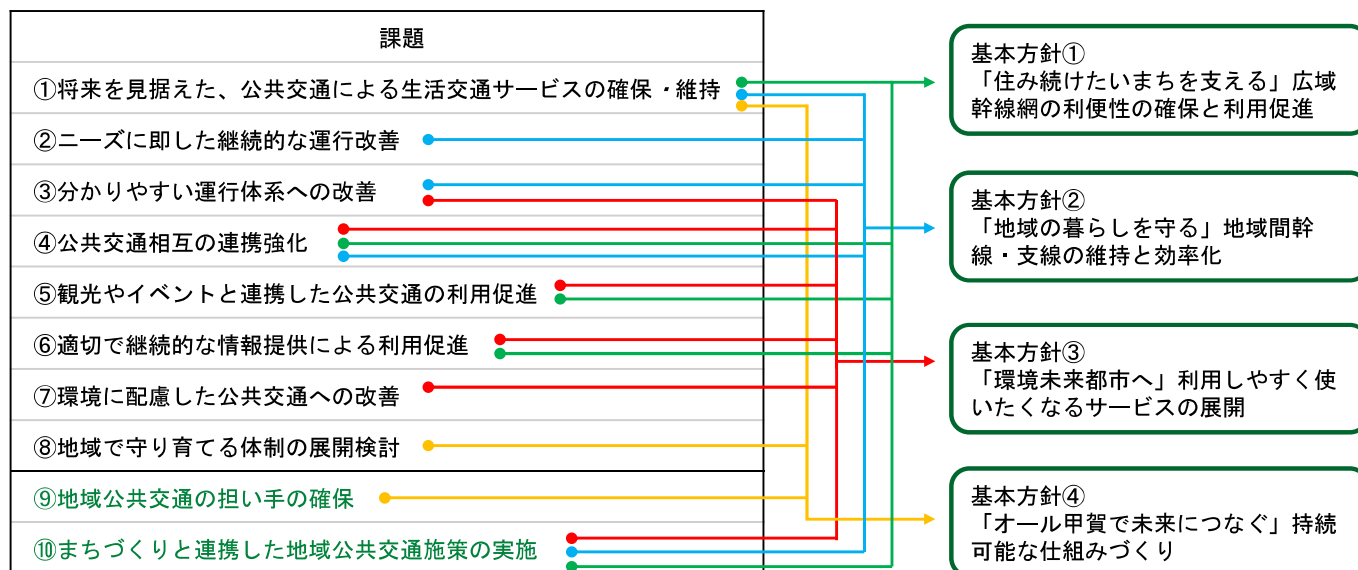 課題
①将来を見据えた、公共交通による生活交通サービスの確保・維持
②ニーズに即した継続的な運行改善
③分かりやすい運行体系への改善
④公共交通相互の連携強化
⑤観光やイベントと連携した公共交通の利用促進
⑥適切で継続的な情報提供による利用促進
⑦環境に配慮した公共交通への改善
⑧地域で守り育てる体制の展開検討
⑨地域公共交通の担い手の確保
⑩まちづくりと連携した地域公共交通施策の実施
基本方針①
「住み続けたいまちを支える」広域
幹線網の利便性の確保と利用促進
基本方針②
「地域の暮らしを守る」地域間幹
線・支線の維持と効率化
基本方針③
「環境未来都市へ」利用しやすく使
いたくなるサービスの展開
基本方針④
「オール甲賀で未来につなぐ」持続
可能な仕組みづくり